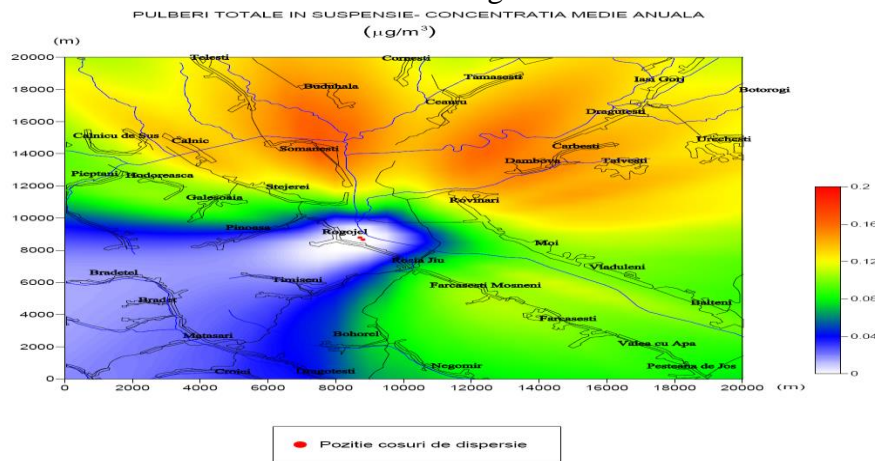 PULBERI TOTALE IN SUSPENSIE- CONCENTRATIA MEDIE ANUALA
(µg/m³)
(m)
20000
18000
16000
14000
12000
10000
8000
6000
4000
2000
0
Telesti
Cornesti
Tamasesti
Iasi Gorj
Buduhala
Botorogi
Ceauru
Dragutesti
Calnicu de Sus
Calnic
Somanesti
Carbesti
Urechesti
Dambova
Talvesti
Picptani
Hodoreasca
Stejerei
Galesoaia
Rovinari
Pinoasa
Rogojel
Moi
Rosia Jiu
Vladuleni
Bradetel
Timiseni
Farcasesti Mosneni
Bradet
Balteni
Farcasesti
Matasari
Bohorel
Valea cu Apa
Croici
Dragotesti
Negomir
Pesteana de Jos
0 2000 4000 6000 8000 10000 12000 14000 16000 18000 20000 (m)
0.2
0.16
0.12
0.08
0.04
0
Pozitie cosuri de dispersie